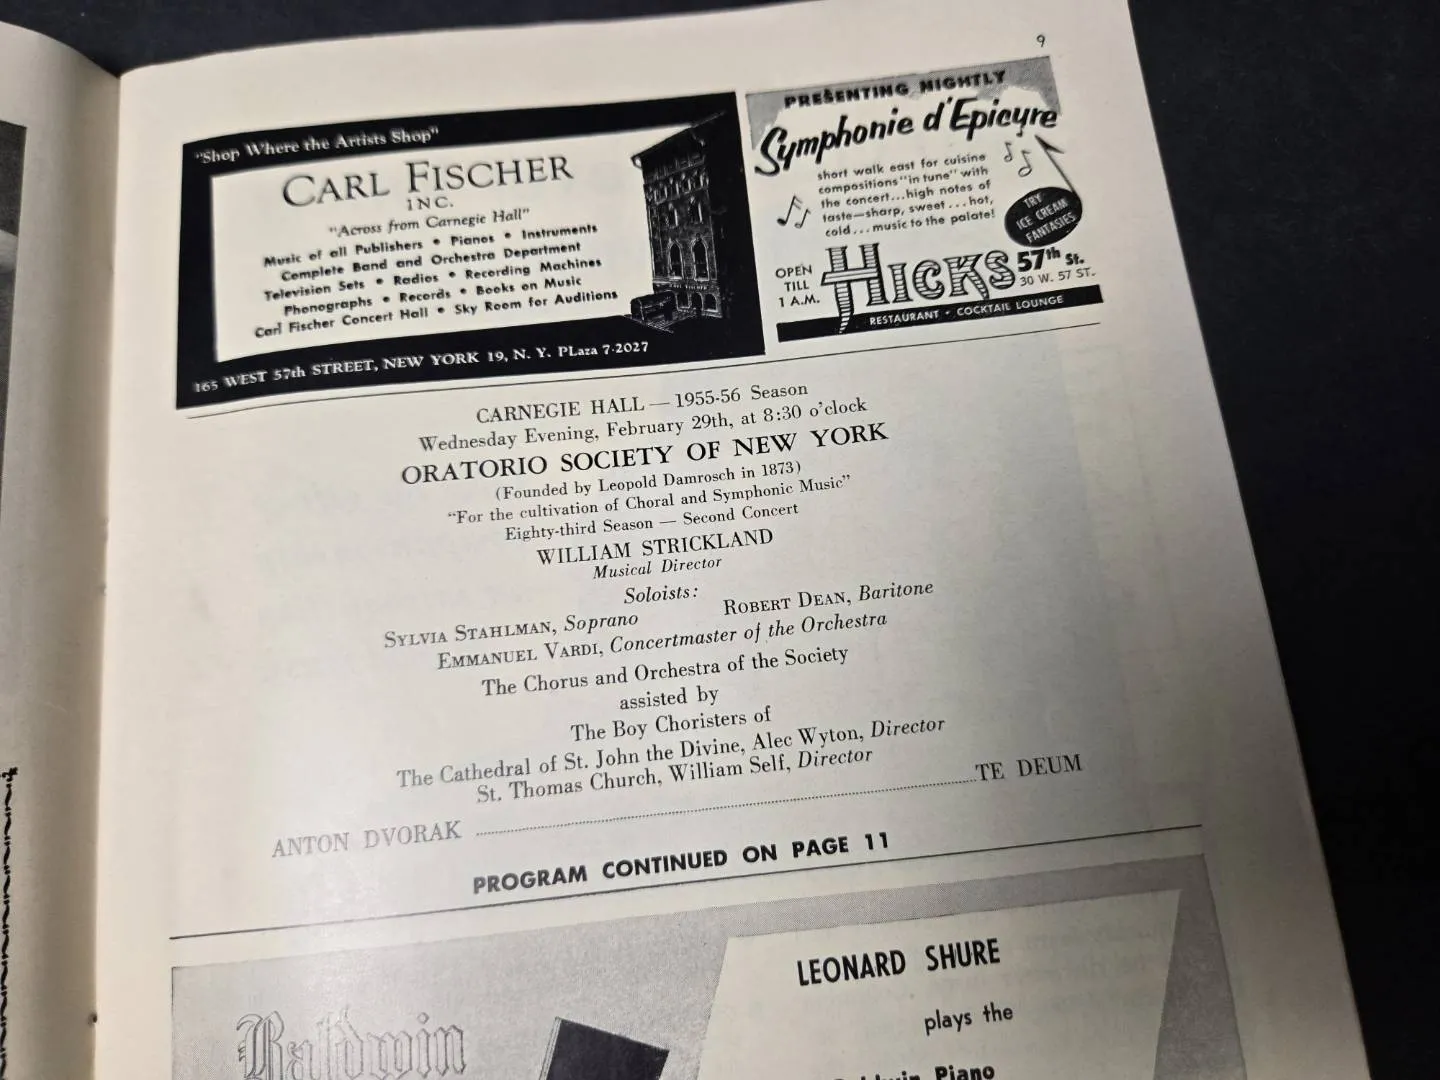 9
"Shop Where the Artists Shop"
CARL FISCHER
INC.
"Across from Carnegie Hall"
Music of all Publishers • Pianos • Instruments
Complete Band and Orchestra Department
Television Sets • Radios • Recording Machines
Phonographs • Records • Books on Music
Carl Fischer Concert Hall • Sky Room for Auditions
165 WEST 57th STREET, NEW YORK 19, N. Y. PLaza 7-2027
PRESENTING NIGHTLY
Symphonie d'Epicure
short walk east for cuisine
compositions "in tune" with
the concert...high notes of
taste—sharp, sweet...hot,
cold...music to the palate!
TRY
ICE CREAM
FANTASIES
OPEN
TILL
1 A.M.
HICKS
57th St.
30 W. 57 ST.
RESTAURANT • COCKTAIL LOUNGE
CARNEGIE HALL — 1955-56 Season
Wednesday Evening, February 29th, at 8:30 o'clock
ORATORIO SOCIETY OF NEW YORK
(Founded by Leopold Damrosch in 1873)
"For the cultivation of Choral and Symphonic Music"
Eighty-third Season — Second Concert
WILLIAM STRICKLAND
Musical Director
Soloists:
SYLVIA STAHLMAN, Soprano ROBERT DEAN, Baritone
EMMANUEL VARDI, Concertmaster of the Orchestra
The Chorus and Orchestra of the Society
assisted by
The Boy Choristers of
The Cathedral of St. John the Divine, Alec Wyton, Director
St. Thomas Church, William Self, Director
ANTON DVORAK ........ TE DEUM
PROGRAM CONTINUED ON PAGE 11
Baldwin
LEONARD SHURE
plays the
Baldwin Piano